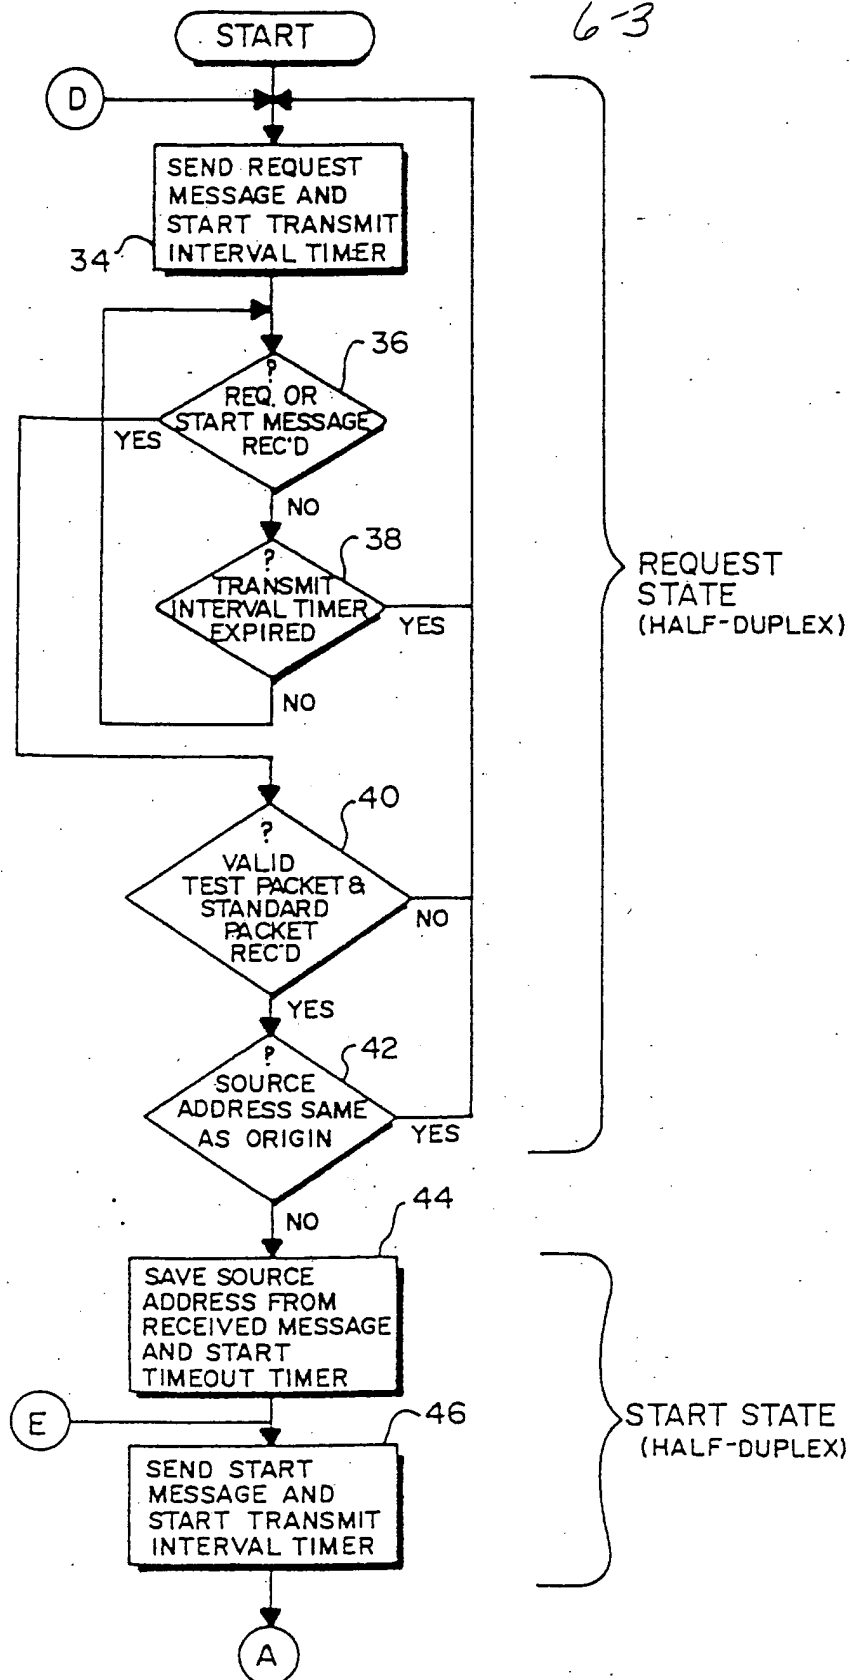 6-3
START
D
SEND REQUEST
MESSAGE AND
START TRANSMIT
INTERVAL TIMER
34
36
?
REQ. OR
START MESSAGE
REC'D
YES
NO
38
?
TRANSMIT
INTERVAL TIMER
EXPIRED
YES
NO
REQUEST
STATE
(HALF-DUPLEX)
40
?
VALID
TEST PACKET &
STANDARD
PACKET
REC'D
NO
YES
42
?
SOURCE
ADDRESS SAME
AS ORIGIN
YES
NO
44
SAVE SOURCE
ADDRESS FROM
RECEIVED MESSAGE
AND START
TIMEOUT TIMER
E
46
START STATE
(HALF-DUPLEX)
SEND START
MESSAGE AND
START TRANSMIT
INTERVAL TIMER
A